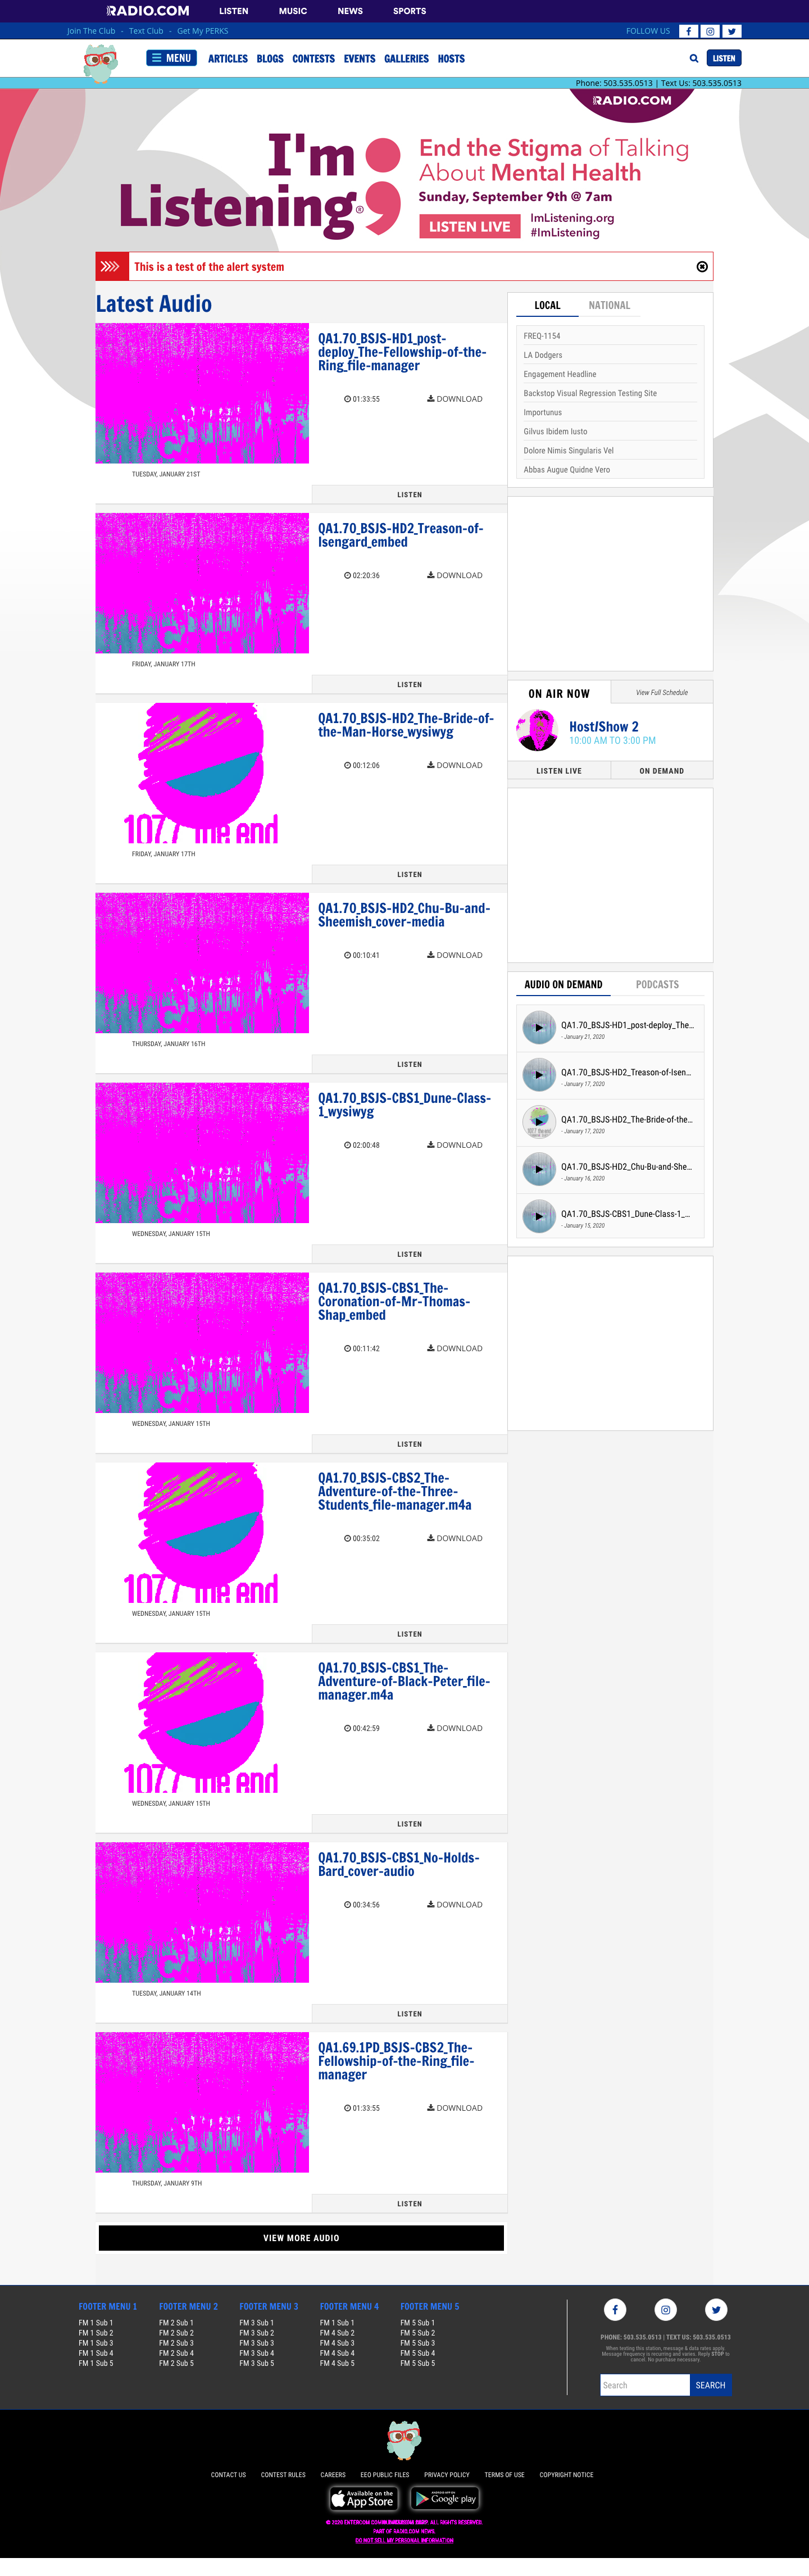 RADIO.COM LISTEN MUSIC NEWS SPORTS
Join The Club - Text Club - Get My PERKS FOLLOW US
MENU ARTICLES BLOGS CONTESTS EVENTS GALLERIES HOSTS LISTEN
Phone: 503.535.0513 | Text Us: 503.535.0513
RADIO.COM
I'm
Listening®
End the Stigma of Talking
About Mental Health
Sunday, September 9th @ 7am
LISTEN LIVE
ImListening.org
#ImListening
This is a test of the alert system
Latest Audio
QA1.70_BSJS-HD1_post-
deploy_The-Fellowship-of-the-
Ring_file-manager
01:33:55 DOWNLOAD
TUESDAY, JANUARY 21ST
LISTEN
QA1.70_BSJS-HD2_Treason-of-
Isengard_embed
02:20:36 DOWNLOAD
FRIDAY, JANUARY 17TH
LISTEN
107.7 the end
QA1.70_BSJS-HD2_The-Bride-of-
the-Man-Horse_wysiwyg
00:12:06 DOWNLOAD
FRIDAY, JANUARY 17TH
LISTEN
QA1.70_BSJS-HD2_Chu-Bu-and-
Sheemish_cover-media
00:10:41 DOWNLOAD
THURSDAY, JANUARY 16TH
LISTEN
QA1.70_BSJS-CBS1_Dune-Class-
1_wysiwyg
02:00:48 DOWNLOAD
WEDNESDAY, JANUARY 15TH
LISTEN
QA1.70_BSJS-CBS1_The-
Coronation-of-Mr-Thomas-
Shap_embed
00:11:42 DOWNLOAD
WEDNESDAY, JANUARY 15TH
LISTEN
107.7 the end
QA1.70_BSJS-CBS2_The-
Adventure-of-the-Three-
Students_file-manager.m4a
00:35:02 DOWNLOAD
WEDNESDAY, JANUARY 15TH
LISTEN
107.7 the end
QA1.70_BSJS-CBS1_The-
Adventure-of-Black-Peter_file-
manager.m4a
00:42:59 DOWNLOAD
WEDNESDAY, JANUARY 15TH
LISTEN
QA1.70_BSJS-CBS1_No-Holds-
Bard_cover-audio
00:34:56 DOWNLOAD
TUESDAY, JANUARY 14TH
LISTEN
QA1.69.1PD_BSJS-CBS2_The-
Fellowship-of-the-Ring_file-
manager
01:33:55 DOWNLOAD
THURSDAY, JANUARY 9TH
LISTEN
VIEW MORE AUDIO
LOCAL NATIONAL
FREQ-1154
LA Dodgers
Engagement Headline
Backstop Visual Regression Testing Site
Importunus
Gilvus Ibidem Iusto
Dolore Nimis Singularis Vel
Abbas Augue Quidne Vero
ON AIR NOW View Full Schedule
Host/Show 2
10:00 AM TO 3:00 PM
LISTEN LIVE ON DEMAND
AUDIO ON DEMAND PODCASTS
QA1.70_BSJS-HD1_post-deploy_The...
- January 21, 2020
QA1.70_BSJS-HD2_Treason-of-Isen...
- January 17, 2020
QA1.70_BSJS-HD2_The-Bride-of-the...
- January 17, 2020
QA1.70_BSJS-HD2_Chu-Bu-and-She...
- January 16, 2020
QA1.70_BSJS-CBS1_Dune-Class-1_...
- January 15, 2020
FOOTER MENU 1 FOOTER MENU 2 FOOTER MENU 3 FOOTER MENU 4 FOOTER MENU 5
FM 1 Sub 1 FM 2 Sub 1 FM 3 Sub 1 FM 1 Sub 1 FM 5 Sub 1
FM 1 Sub 2 FM 2 Sub 2 FM 3 Sub 2 FM 4 Sub 2 FM 5 Sub 2
FM 1 Sub 3 FM 2 Sub 3 FM 3 Sub 3 FM 4 Sub 3 FM 5 Sub 3
FM 1 Sub 4 FM 2 Sub 4 FM 3 Sub 4 FM 4 Sub 4 FM 5 Sub 4
FM 1 Sub 5 FM 2 Sub 5 FM 3 Sub 5 FM 4 Sub 5 FM 5 Sub 5
PHONE: 503.535.0513 | TEXT US: 503.535.0513
When texting this station, message & data rates apply.
Message frequency is recurring and varies. Reply STOP to
cancel. No purchase necessary.
Search SEARCH
CONTACT US CONTEST RULES CAREERS EEO PUBLIC FILES PRIVACY POLICY TERMS OF USE COPYRIGHT NOTICE
Available on the
App Store
ANDROID APP ON
Google play
© 2020 ENTERCOM ALL RIGHTS RESERVED.
PART OF RADIO.COM NEWS.
DO NOT SELL MY PERSONAL INFORMATION